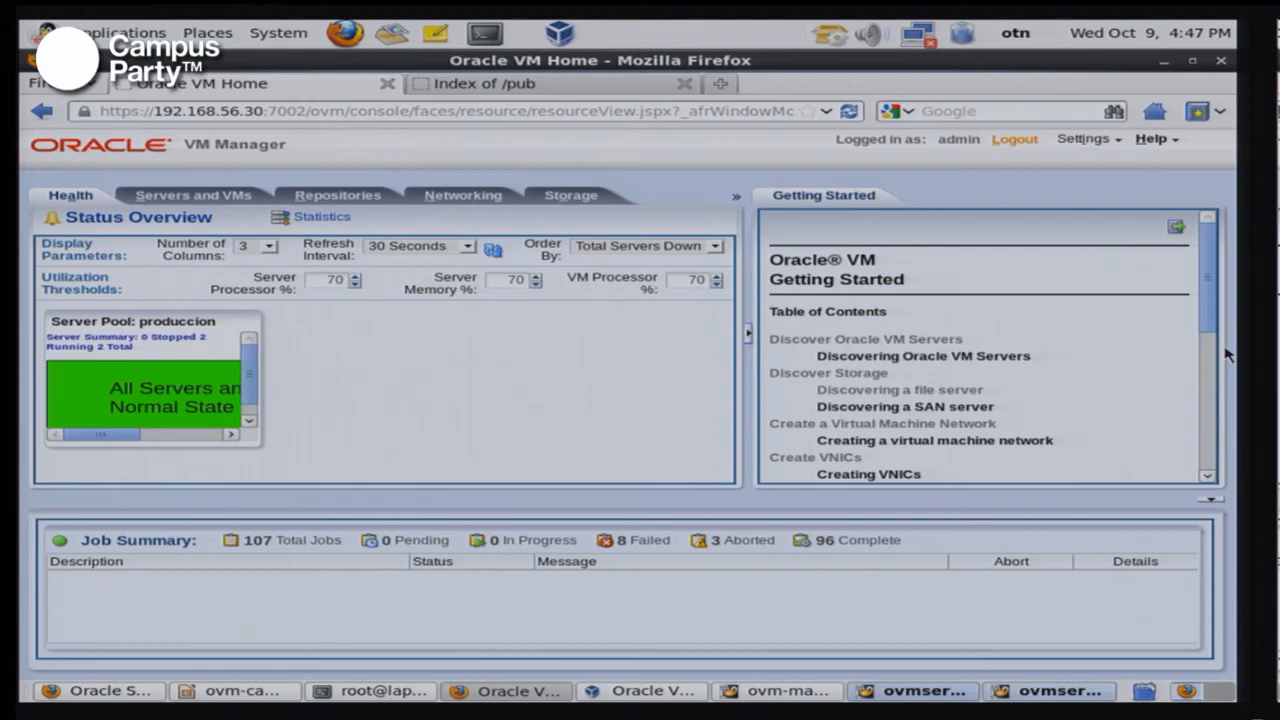 Applications Places System otn Wed Oct 9, 4:47 PM
Campus
Party™
Oracle VM Home - Mozilla Firefox
Oracle VM Home Index of /pub
https://192.168.56.30:7002/ovm/console/faces/resource/resourceView.jspx?_afrWindowMc Google
ORACLE VM Manager Logged in as: admin Logout Settings Help
Health Servers and VMs Repositories Networking Storage » Getting Started
Status Overview Statistics
Display Parameters: Number of Columns: 3 Refresh Interval: 30 Seconds Order By: Total Servers Down
Utilization Thresholds: Server Processor %: 70 Server Memory %: 70 VM Processor %: 70
Server Pool: produccion
Server Summary: 0 Stopped 2
Running 2 Total
All Servers an
Normal State
Oracle® VM
Getting Started
Table of Contents
Discover Oracle VM Servers
Discovering Oracle VM Servers
Discover Storage
Discovering a file server
Discovering a SAN server
Create a Virtual Machine Network
Creating a virtual machine network
Create VNICs
Creating VNICs
Job Summary: 107 Total Jobs 0 Pending 0 In Progress 8 Failed 3 Aborted 96 Complete
Description Status Message Abort Details
Oracle S... ovm-ca... root@lap... Oracle V... Oracle V... ovm-ma... ovmser... ovmser...